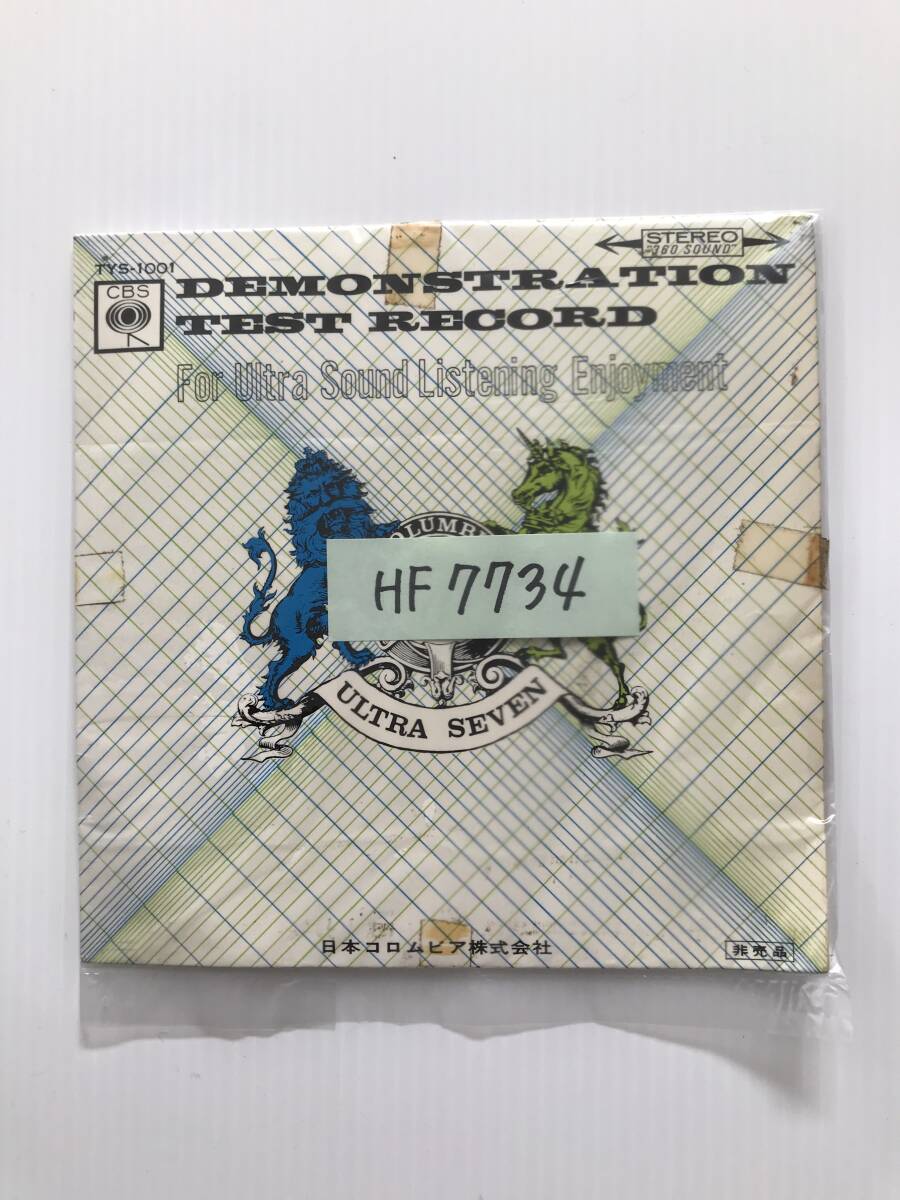 TYS-1001
STEREO
"360 SOUND"
CBS
DEMONSTRATION
TEST RECORD
For Ultra Sound Listening Enjoyment
HF 7734
ULTRA SEVEN
日本コロムビア株式会社
非売品